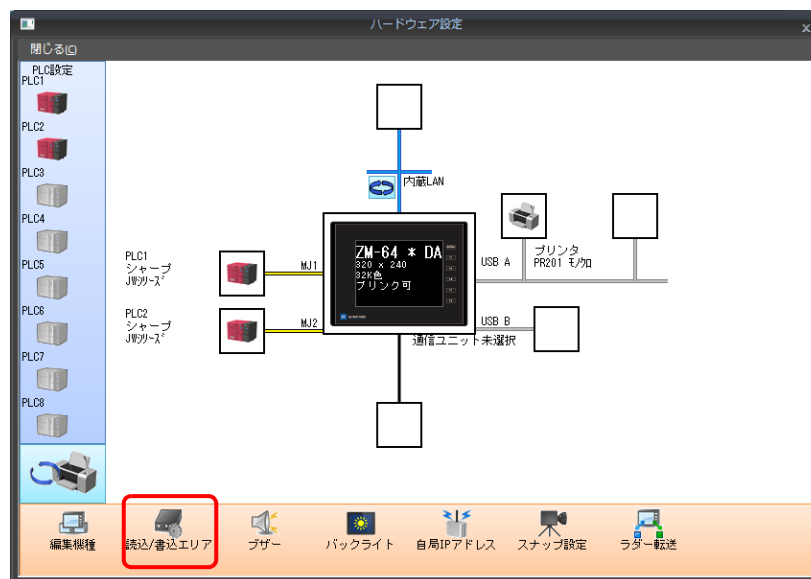 ハードウェア設定
閉じる(C)
PLC設定
PLC1
PLC2
PLC3
PLC4
PLC5
PLC6
PLC7
PLC8
内蔵LAN
PLC1
シャープ
JWシリーズ
MJ1
ZM-64 * DA
320 x 240
32K色
ブリンク可
USB A
プリンタ
PR201 モノクロ
PLC2
シャープ
JWシリーズ
MJ2
USB B
通信ユニット未選択
編集機種
読込/書込エリア
ブザー
バックライト
自局IPアドレス
スナップ設定
ラダー転送